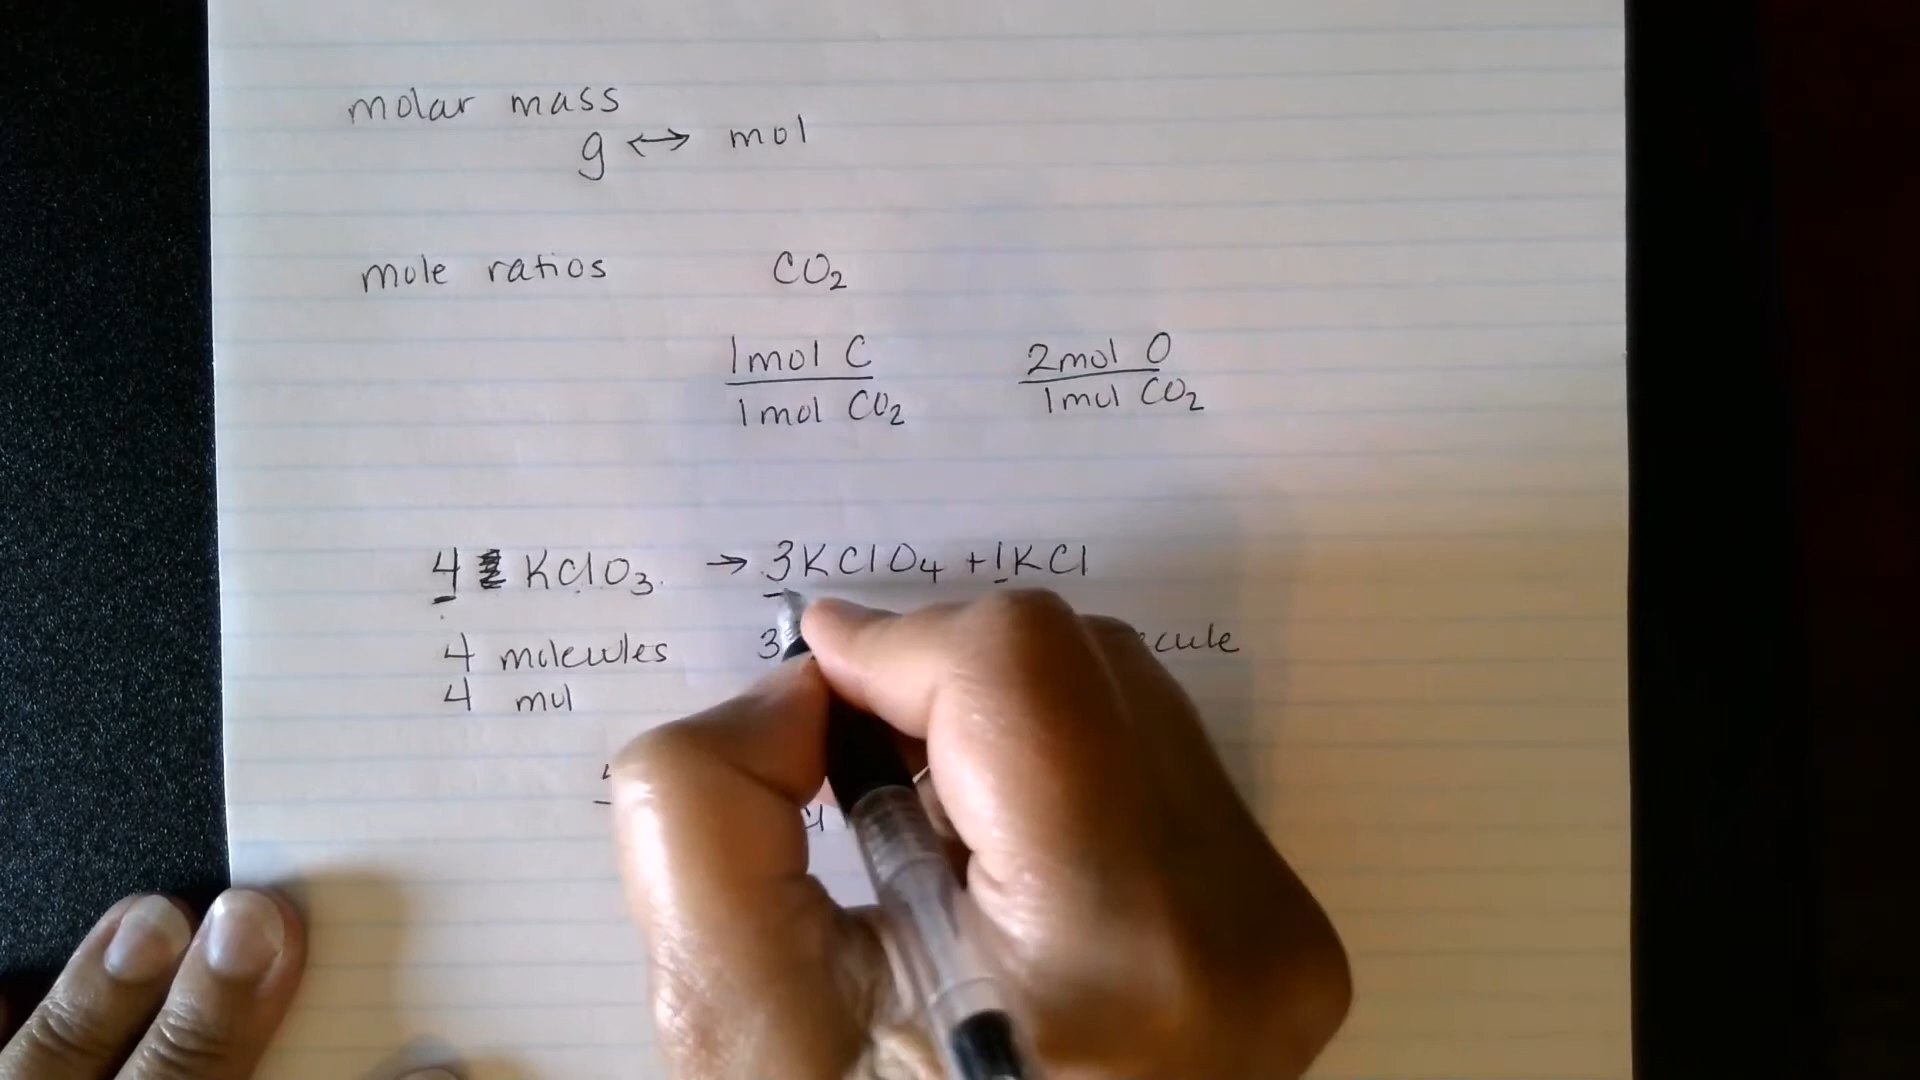 molar mass
g ↔ mol
mole ratios CO₂
1mol C 2mol O
1mol CO₂ 1mol CO₂
4 KClO₃ → 3KClO₄ + 1KCl
4 molecules 3
4 mol